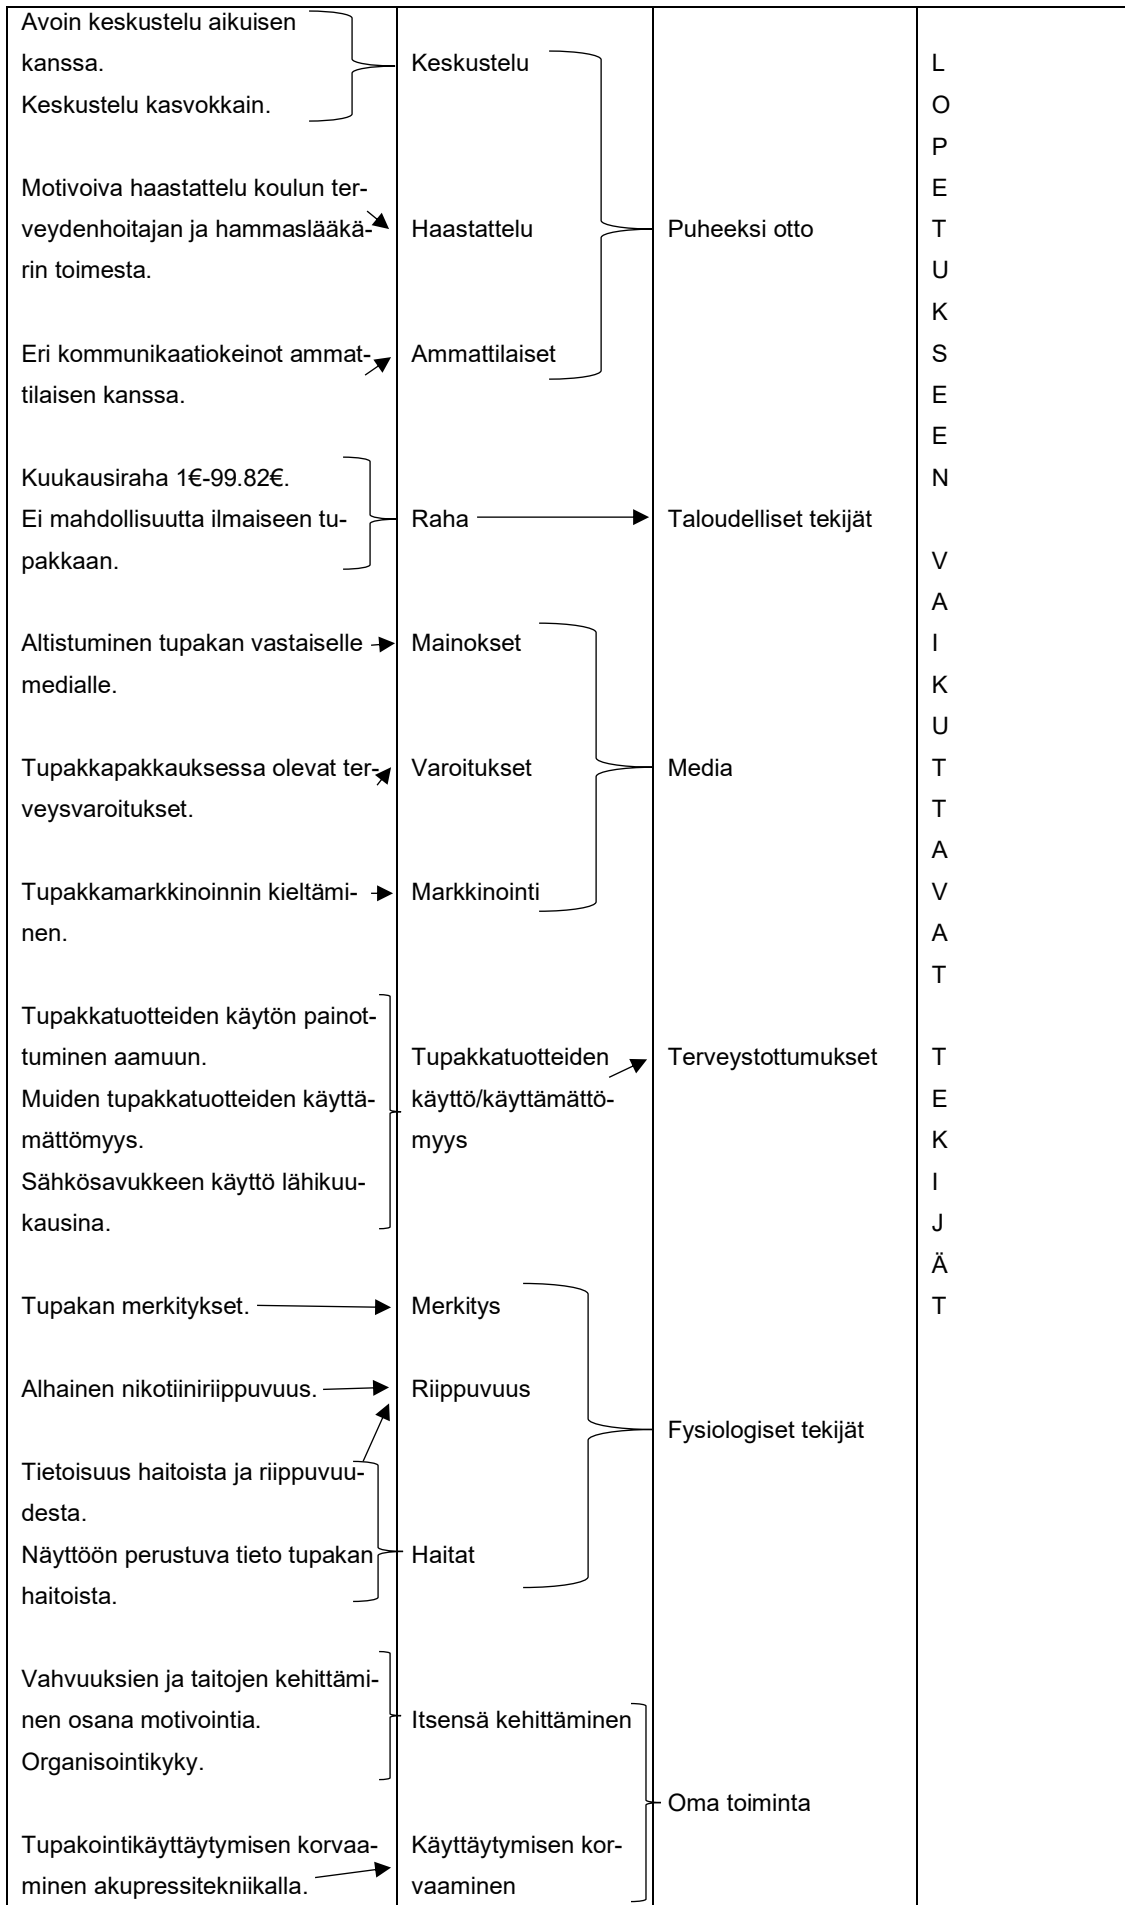 Avoin keskustelu aikuisen
kanssa.
Keskustelu kasvokkain.
Motivoiva haastattelu koulun ter-
veydenhoitajan ja hammaslääkä-
rin toimesta.
Eri kommunikaatiokeinot ammat-
tilaisen kanssa.
Kuukausiraha 1€-99.82€.
Ei mahdollisuutta ilmaiseen tu-
pakkaan.
Altistuminen tupakan vastaiselle
medialle.
Tupakkapakkauksessa olevat ter-
veysvaroitukset.
Tupakkamarkkinoinnin kieltämi-
nen.
Tupakkatuotteiden käytön painot-
tuminen aamuun.
Muiden tupakkatuotteiden käyttä-
mättömyys.
Sähkösavukkeen käyttö lähikuu-
kausina.
Tupakan merkitykset.
Alhainen nikotiiniriippuvuus.
Tietoisuus haitoista ja riippuvuu-
desta.
Näyttöön perustuva tieto tupakan
haitoista.
Vahvuuksien ja taitojen kehittämi-
nen osana motivointia.
Organisointikyky.
Tupakointikäyttäytymisen korvaa-
minen akupressitekniikalla.
Keskustelu
Haastattelu
Ammattilaiset
Raha
Mainokset
Varoitukset
Markkinointi
Tupakkatuotteiden
käyttö/käyttämättö-
myys
Merkitys
Riippuvuus
Haitat
Itsensä kehittäminen
Käyttäytymisen kor-
vaaminen
Puheeksi otto
Taloudelliset tekijät
Media
Terveystottumukset
Fysiologiset tekijät
Oma toiminta
L
O
P
E
T
U
K
S
E
E
N
V
A
I
K
U
T
T
A
V
A
T
T
E
K
I
J
Ä
T